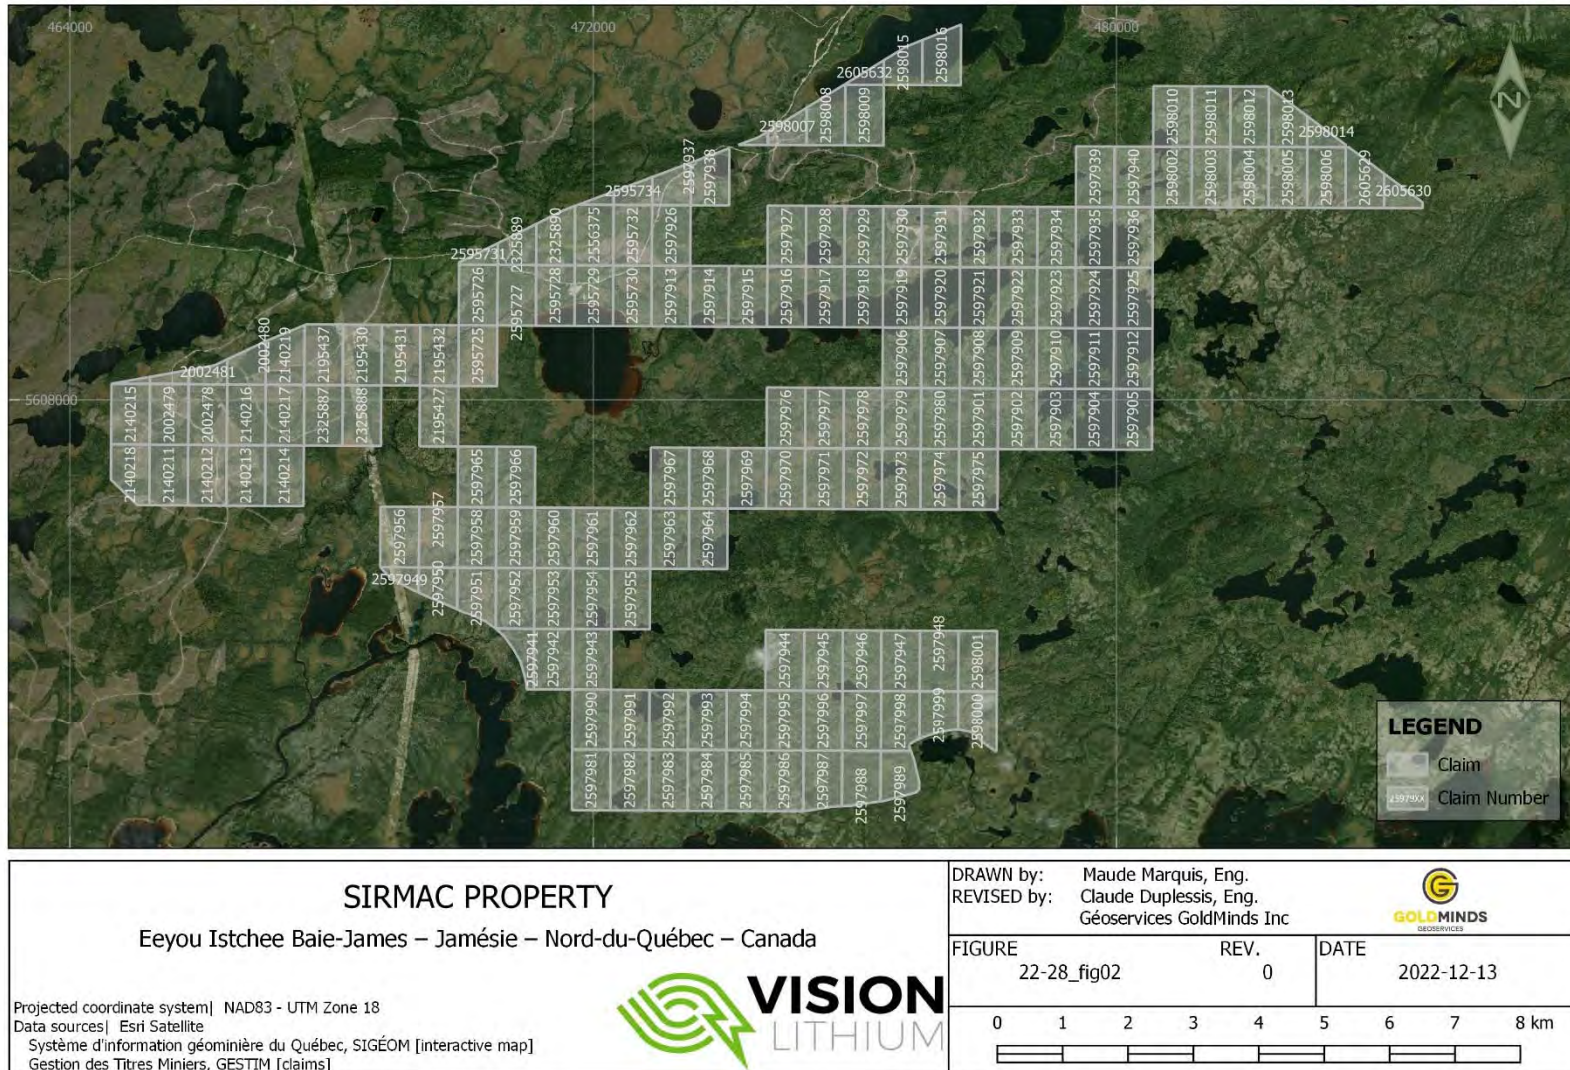 464000 472000 480000
2605632 2598015 2598016
2598007 2598008 2598009
2598010 2598011 2598012 2598013 2598014
2595734 2599937 2597938
2597939 2597940 2598002 2598003 2598004 2598005 2598006 2605629 2605630
2595731 2325889 2325890 2556375 2595732 2597926 2597927 2597928 2597929 2597930 2597931 2597932 2597933 2597934 2597935 2597936
2595726 2595727 2595728 2595729 2595730 2597913 2597914 2597915 2597916 2597917 2597918 2597919 2597920 2597921 2597922 2597923 2597924 2597925
2002481 2002480 2140219 2195437 2195430 2195431 2195432 2595725 2597906 2597907 2597908 2597909 2597910 2597911 2597912
5608000
2140215 2002479 2002478 2140216 2140217 2325887 2325888 2195427 2597976 2597977 2597978 2597979 2597980 2597901 2597902 2597903 2597904 2597905
2140218 2140211 2140212 2140213 2140214 2597965 2597966 2597967 2597968 2597969 2597970 2597971 2597972 2597973 2597974 2597975
2597956 2597957 2597958 2597959 2597960 2597961 2597962 2597963 2597964
2597949 2597950 2597951 2597952 2597953 2597954 2597955
2597941 2597942 2597943 2597944 2597945 2597946 2597947 2597948 2598001
2597990 2597991 2597992 2597993 2597994 2597995 2597996 2597997 2597998 2597999 2598000
2597981 2597982 2597983 2597984 2597985 2597986 2597987 2597988 2597989
N
LEGEND
Claim
25979XX Claim Number
SIRMAC PROPERTY
Eeyou Istchee Baie-James – Jamésie – Nord-du-Québec – Canada
Projected coordinate system| NAD83 - UTM Zone 18
Data sources| Esri Satellite
Système d'information géominière du Québec, SIGÉOM [interactive map]
Gestion des Titres Miniers, GESTIM [claims]
VISION
LITHIUM
DRAWN by: Maude Marquis, Eng.
REVISED by: Claude Duplessis, Eng.
Géoservices GoldMinds Inc
GOLDMINDS
GEOSERVICES
FIGURE REV. DATE
22-28_fig02 0 2022-12-13
0 1 2 3 4 5 6 7 8 km